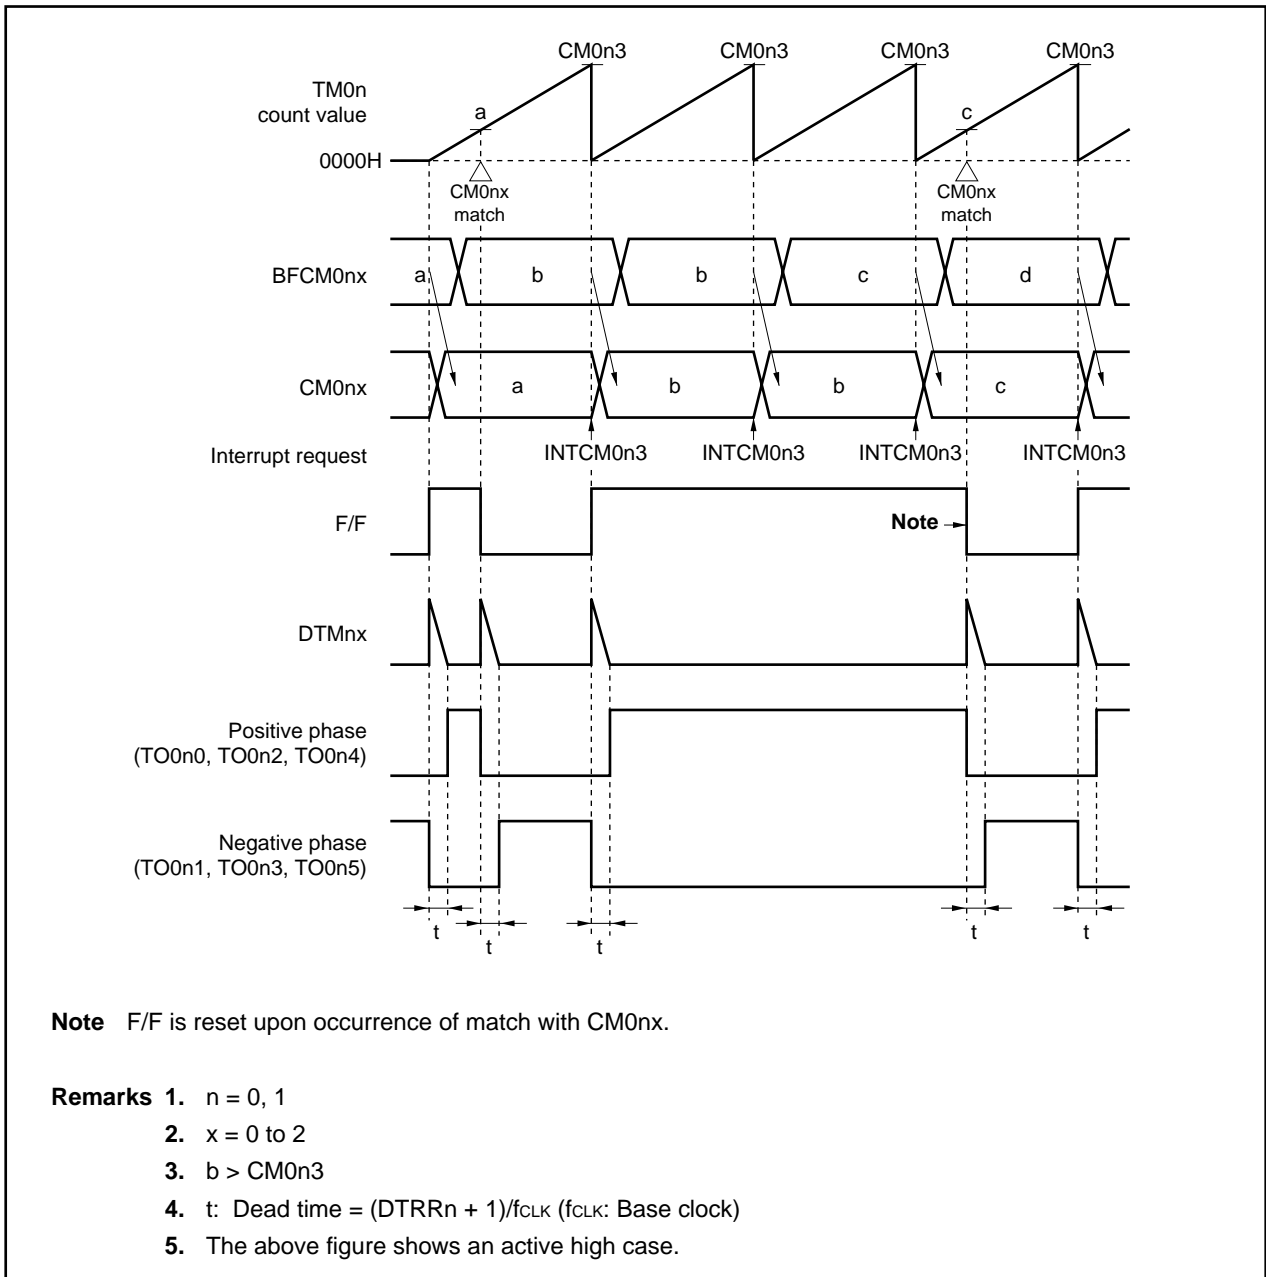 CM0n3 CM0n3 CM0n3 CM0n3
TM0n
count value
a c
0000H
CM0nx CM0nx
match match
BFCM0nx a b b c d
CM0nx a b b c
Interrupt request INTCM0n3 INTCM0n3 INTCM0n3 INTCM0n3
F/F Note
DTMnx
Positive phase
(TO0n0, TO0n2, TO0n4)
Negative phase
(TO0n1, TO0n3, TO0n5)
t t t t t
Note F/F is reset upon occurrence of match with CM0nx.
Remarks 1. n = 0, 1
2. x = 0 to 2
3. b > CM0n3
4. t: Dead time = (DTRRn + 1)/fCLK (fCLK: Base clock)
5. The above figure shows an active high case.